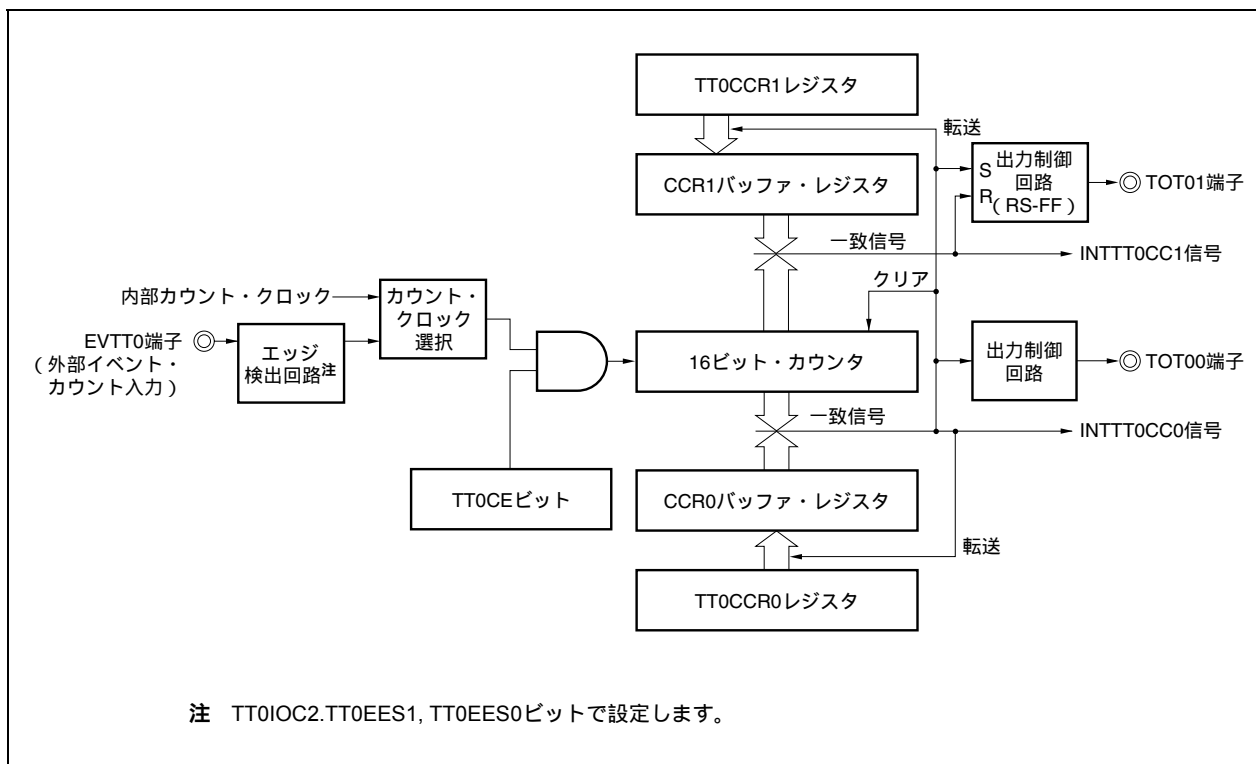 TT0CCR1レジスタ
転送
CCR1バッファ・レジスタ
S
R
出力制御
回路
(RS-FF)
TOT01端子
一致信号
INTTT0CC1信号
クリア
内部カウント・クロック
カウント・
クロック
選択
EVTT0端子
(外部イベント・
カウント入力)
エッジ
検出回路注
16ビット・カウンタ
出力制御
回路
TOT00端子
一致信号
INTTT0CC0信号
TT0CEビット
CCR0バッファ・レジスタ
転送
TT0CCR0レジスタ
注 TT0IOC2.TT0EES1, TT0EES0ビットで設定します。